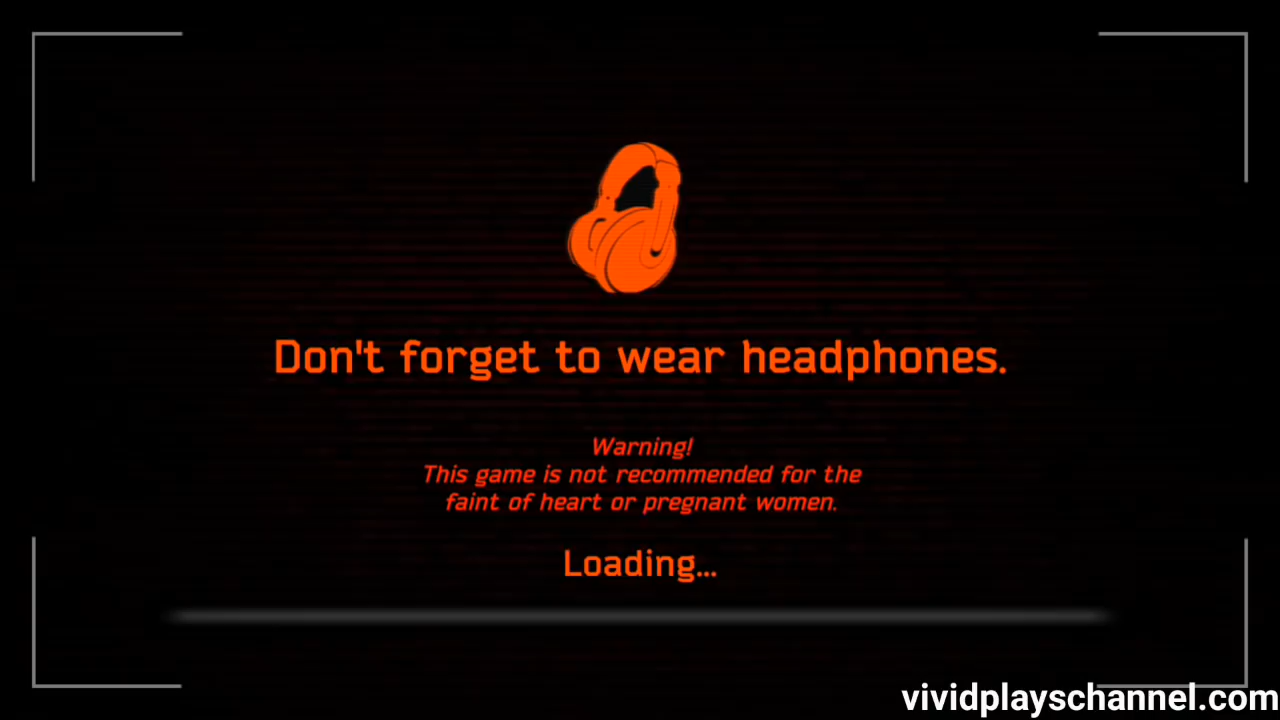 Don't forget to wear headphones.
Warning!
This game is not recommended for the
faint of heart or pregnant women.
Loading...
vividplayschannel.com